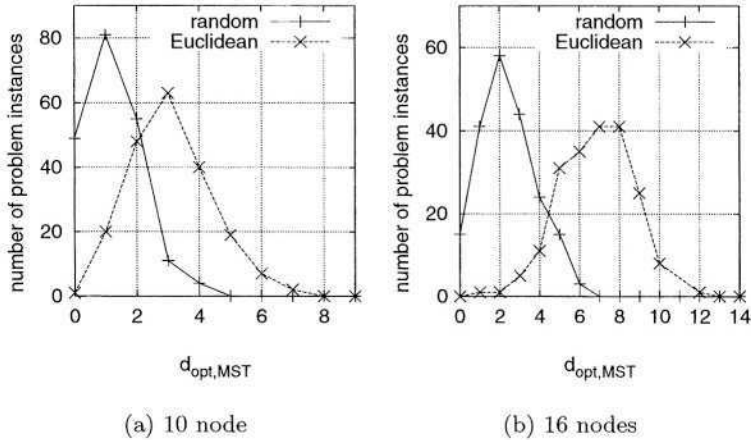 random
Euclidean
80
60
40
20
0
number of problem instances
0 2 4 6 8
d_opt,MST
(a) 10 node
random
Euclidean
60
40
20
0
number of problem instances
0 2 4 6 8 10 12 14
d_opt,MST
(b) 16 nodes